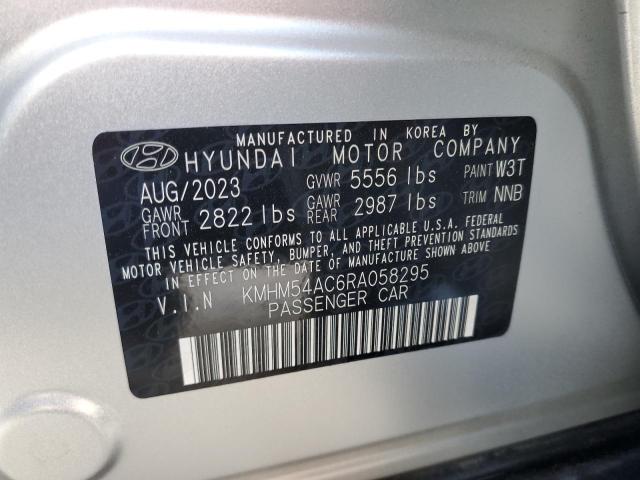 MANUFACTURED IN KOREA BY
HYUNDAI MOTOR COMPANY
AUG/2023 GVWR 5556 lbs PAINT W3T
GAWR FRONT 2822 lbs GAWR REAR 2987 lbs TRIM NNB
THIS VEHICLE CONFORMS TO ALL APPLICABLE U.S.A. FEDERAL
MOTOR VEHICLE SAFETY, BUMPER, AND THEFT PREVENTION STANDARDS
IN EFFECT ON THE DATE OF MANUFACTURE SHOWN ABOVE
V.I.N KMHM54AC6RA058295
PASSENGER CAR